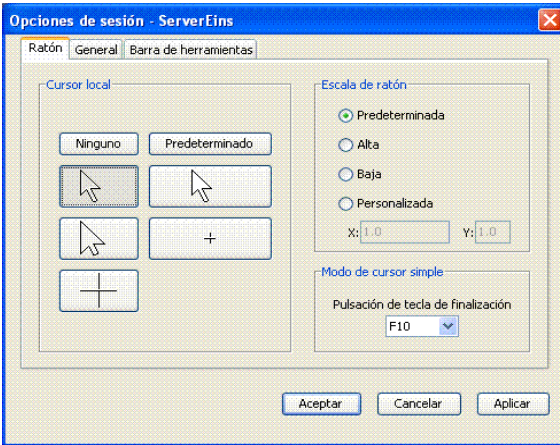 Opciones de sesión - ServerEins
Ratón General Barra de herramientas
Cursor local
Ninguno Predeterminado
Escala de ratón
Predeterminada
Alta
Baja
Personalizada
X: 1.0 Y: 1.0
Modo de cursor simple
Pulsación de tecla de finalización
F10
Aceptar Cancelar Aplicar